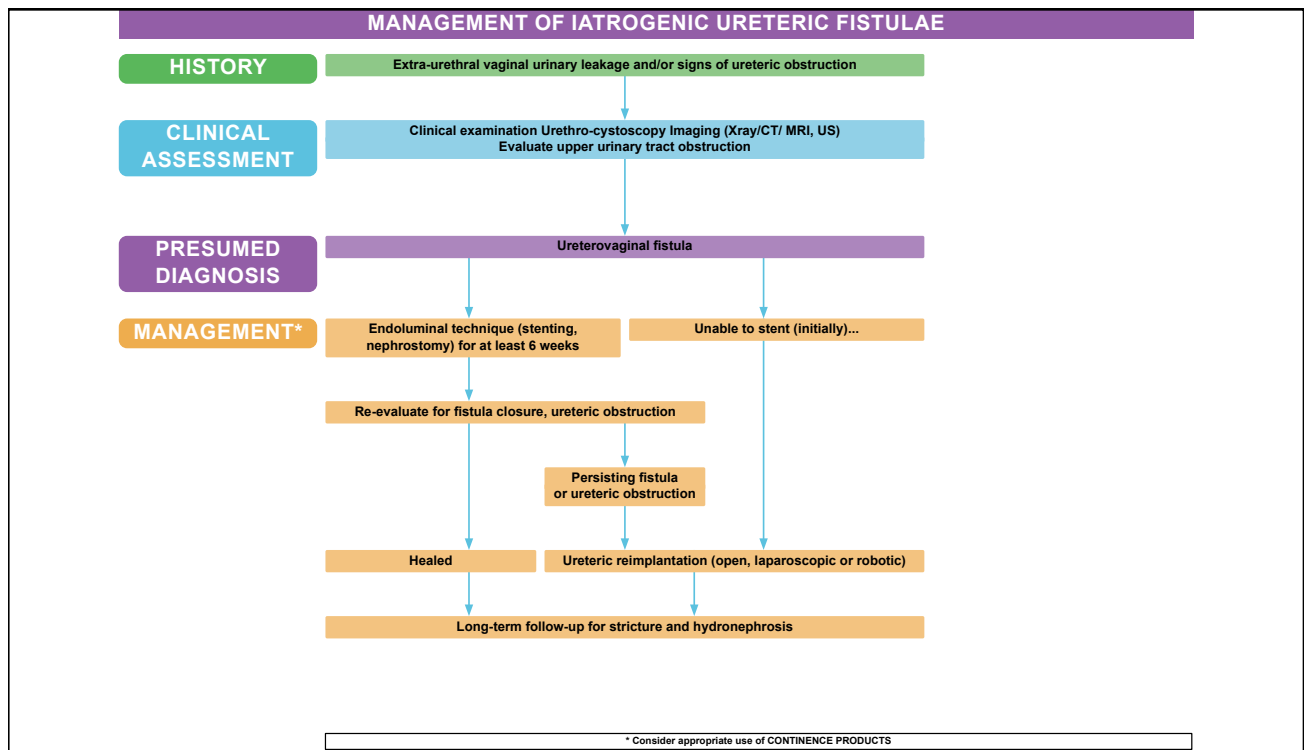 MANAGEMENT OF IATROGENIC URETERIC FISTULAE
HISTORY
Extra-urethral vaginal urinary leakage and/or signs of ureteric obstruction
CLINICAL
ASSESSMENT
Clinical examination Urethro-cystoscopy Imaging (Xray/CT/ MRI, US)
Evaluate upper urinary tract obstruction
PRESUMED
DIAGNOSIS
Ureterovaginal fistula
MANAGEMENT*
Endoluminal technique (stenting,
nephrostomy) for at least 6 weeks
Unable to stent (initially)...
Re-evaluate for fistula closure, ureteric obstruction
Persisting fistula
or ureteric obstruction
Healed
Ureteric reimplantation (open, laparoscopic or robotic)
Long-term follow-up for stricture and hydronephrosis
* Consider appropriate use of CONTINENCE PRODUCTS